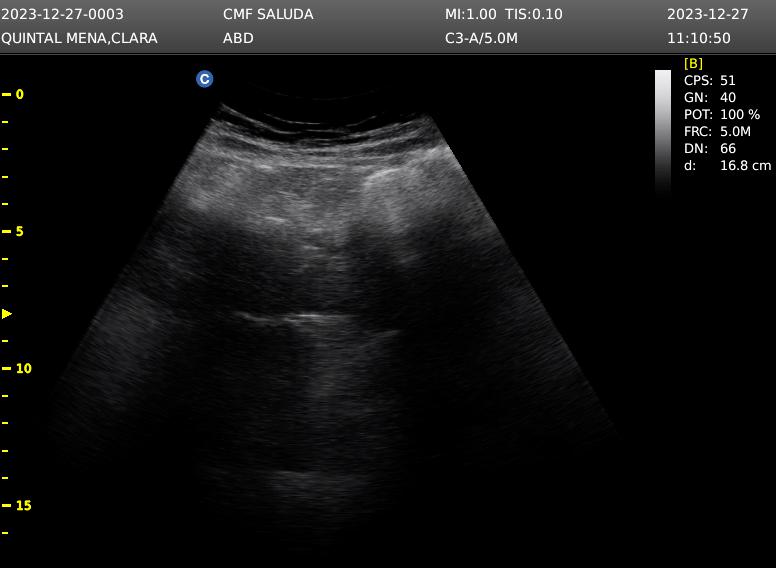 2023-12-27-0003 CMF SALUDA MI:1.00 TIS:0.10 2023-12-27
QUINTAL MENA,CLARA ABD C3-A/5.0M 11:10:50
C
[B]
CPS: 51
GN: 40
POT: 100 %
FRC: 5.0M
DN: 66
d: 16.8 cm
0
5
10
15